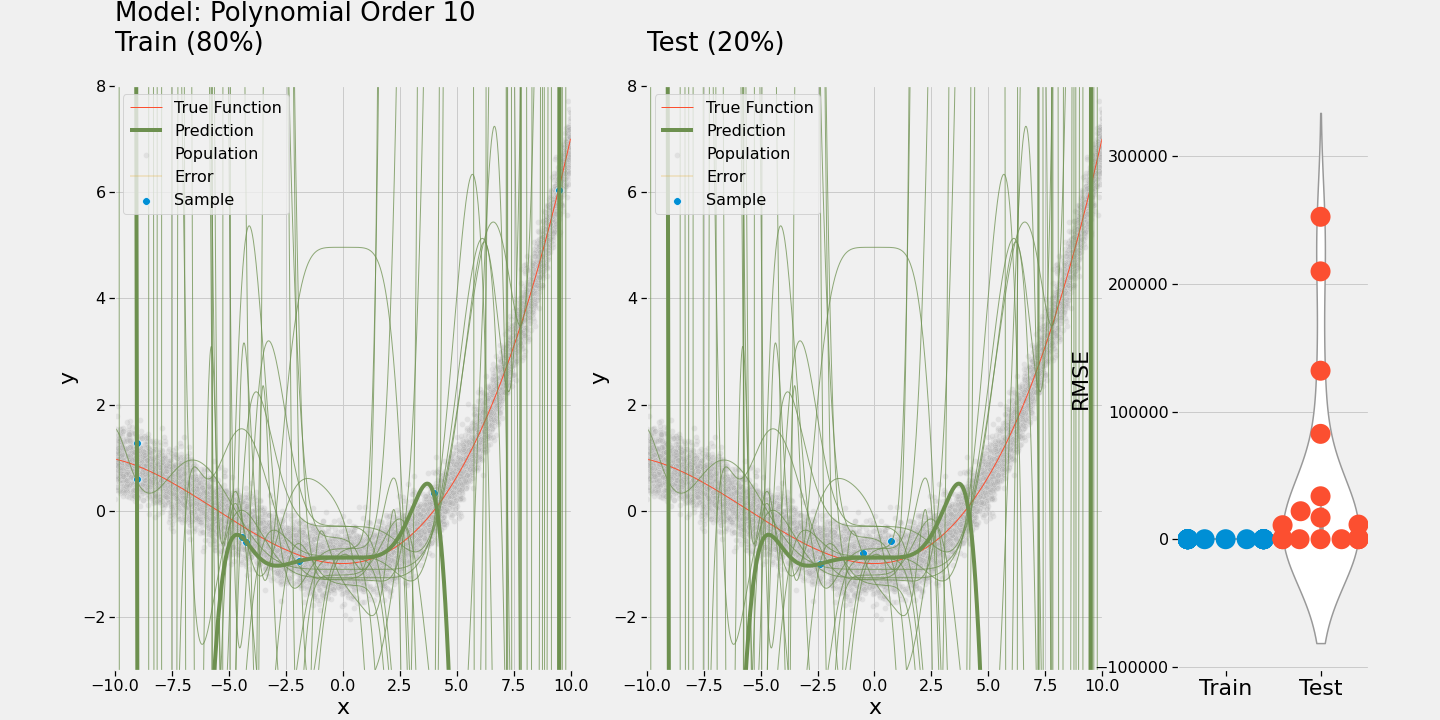 Model: Polynomial Order 10
Train (80%)
Test (20%)
8
6
4
2
0
−2
y
True Function
Prediction
Population
Error
Sample
−10.0 −7.5 −5.0 −2.5 0.0 2.5 5.0 7.5 10.0
x
8
6
4
2
0
−2
y
True Function
Prediction
Population
Error
Sample
−10.0 −7.5 −5.0 −2.5 0.0 2.5 5.0 7.5 10.0
x
RMSE
300000
200000
100000
0
−100000
Train Test